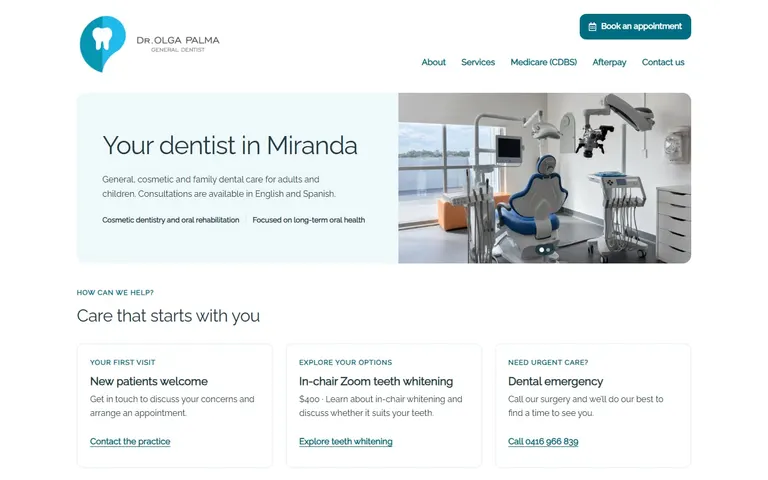 Book an appointment
DR.OLGA PALMA
GENERAL DENTIST
About Services Medicare (CDBS) Afterpay Contact us
Your dentist in Miranda
General, cosmetic and family dental care for adults and
children. Consultations are available in English and Spanish.
Cosmetic dentistry and oral rehabilitation Focused on long-term oral health
HOW CAN WE HELP?
Care that starts with you
YOUR FIRST VISIT
New patients welcome
Get in touch to discuss your concerns and
arrange an appointment.
Contact the practice
EXPLORE YOUR OPTIONS
In-chair Zoom teeth whitening
$400 · Learn about in-chair whitening and
discuss whether it suits your teeth.
Explore teeth whitening
NEED URGENT CARE?
Dental emergency
Call our surgery and we'll do our best to
find a time to see you.
Call 0416 966 839